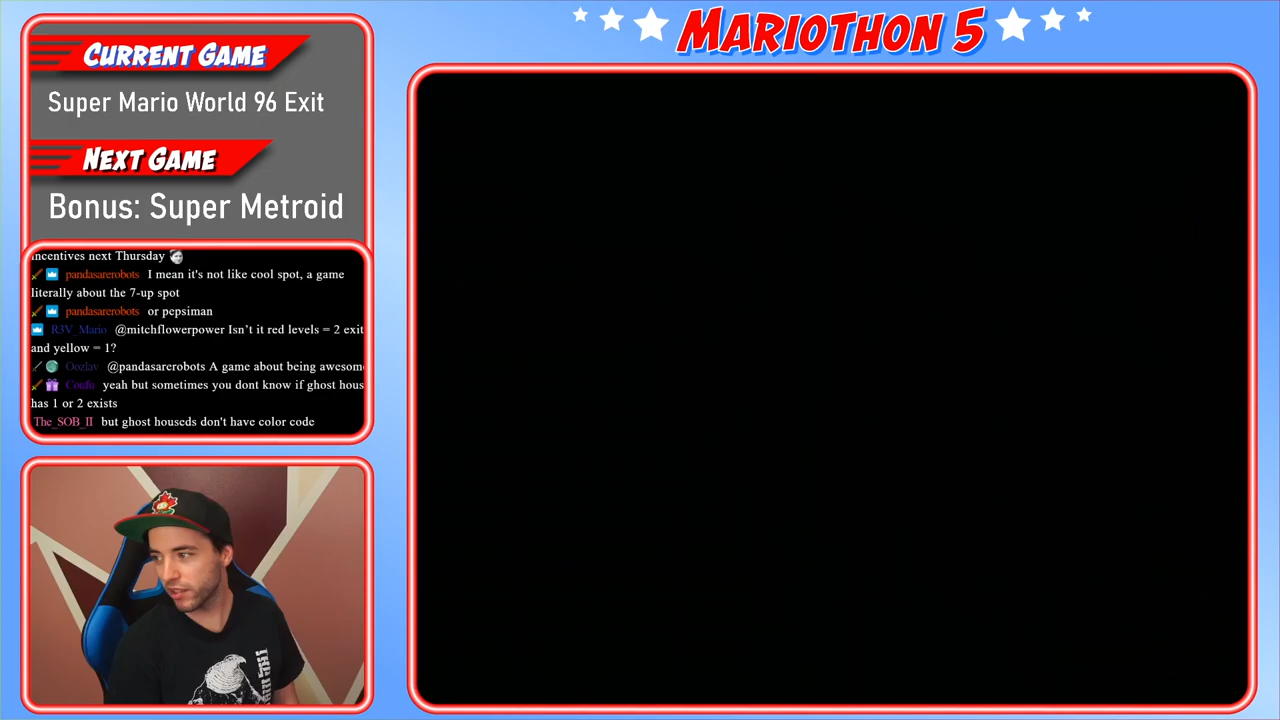 MARIOTHON 5
CURRENT GAME
Super Mario World 96 Exit
NEXT GAME
Bonus: Super Metroid
incentives next Thursday
pandasarerobots I mean it's not like cool spot, a game
literally about the 7-up spot
pandasarerobots or pepsiman
R3V_Mario @mitchflowerpower Isn't it red levels = 2 exit
and yellow = 1?
Oozlav @pandasarerobots A game about being awesom
Confu yeah but sometimes you dont know if ghost hous
has 1 or 2 exists
The_SOB_II but ghost houseds don't have color code